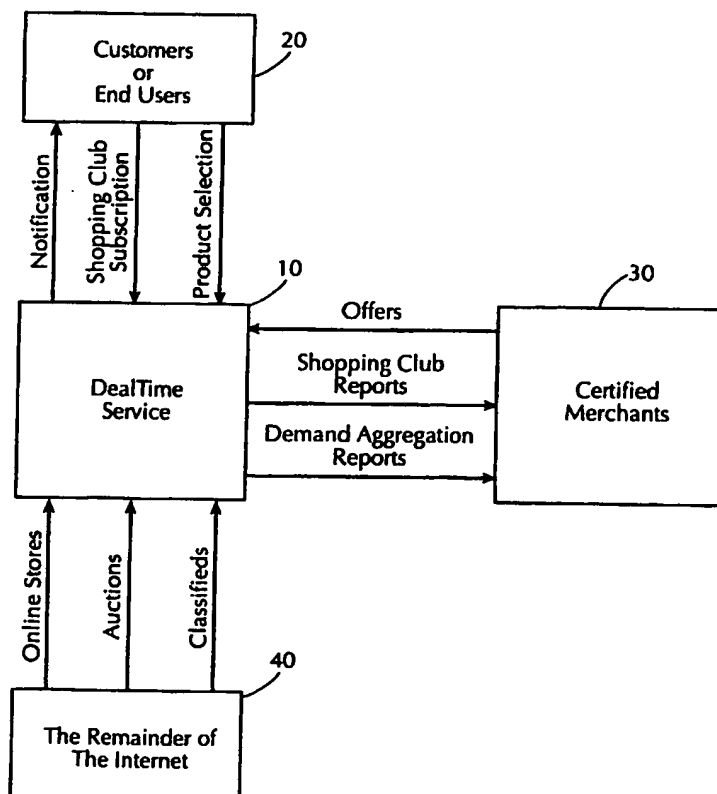 Customers
or
End Users
20
Notification
Shopping Club
Subscription
Product Selection
10
30
DealTime
Service
Offers
Shopping Club
Reports
Demand Aggregation
Reports
Certified
Merchants
Online Stores
Auctions
Classifieds
40
The Remainder of
The Internet